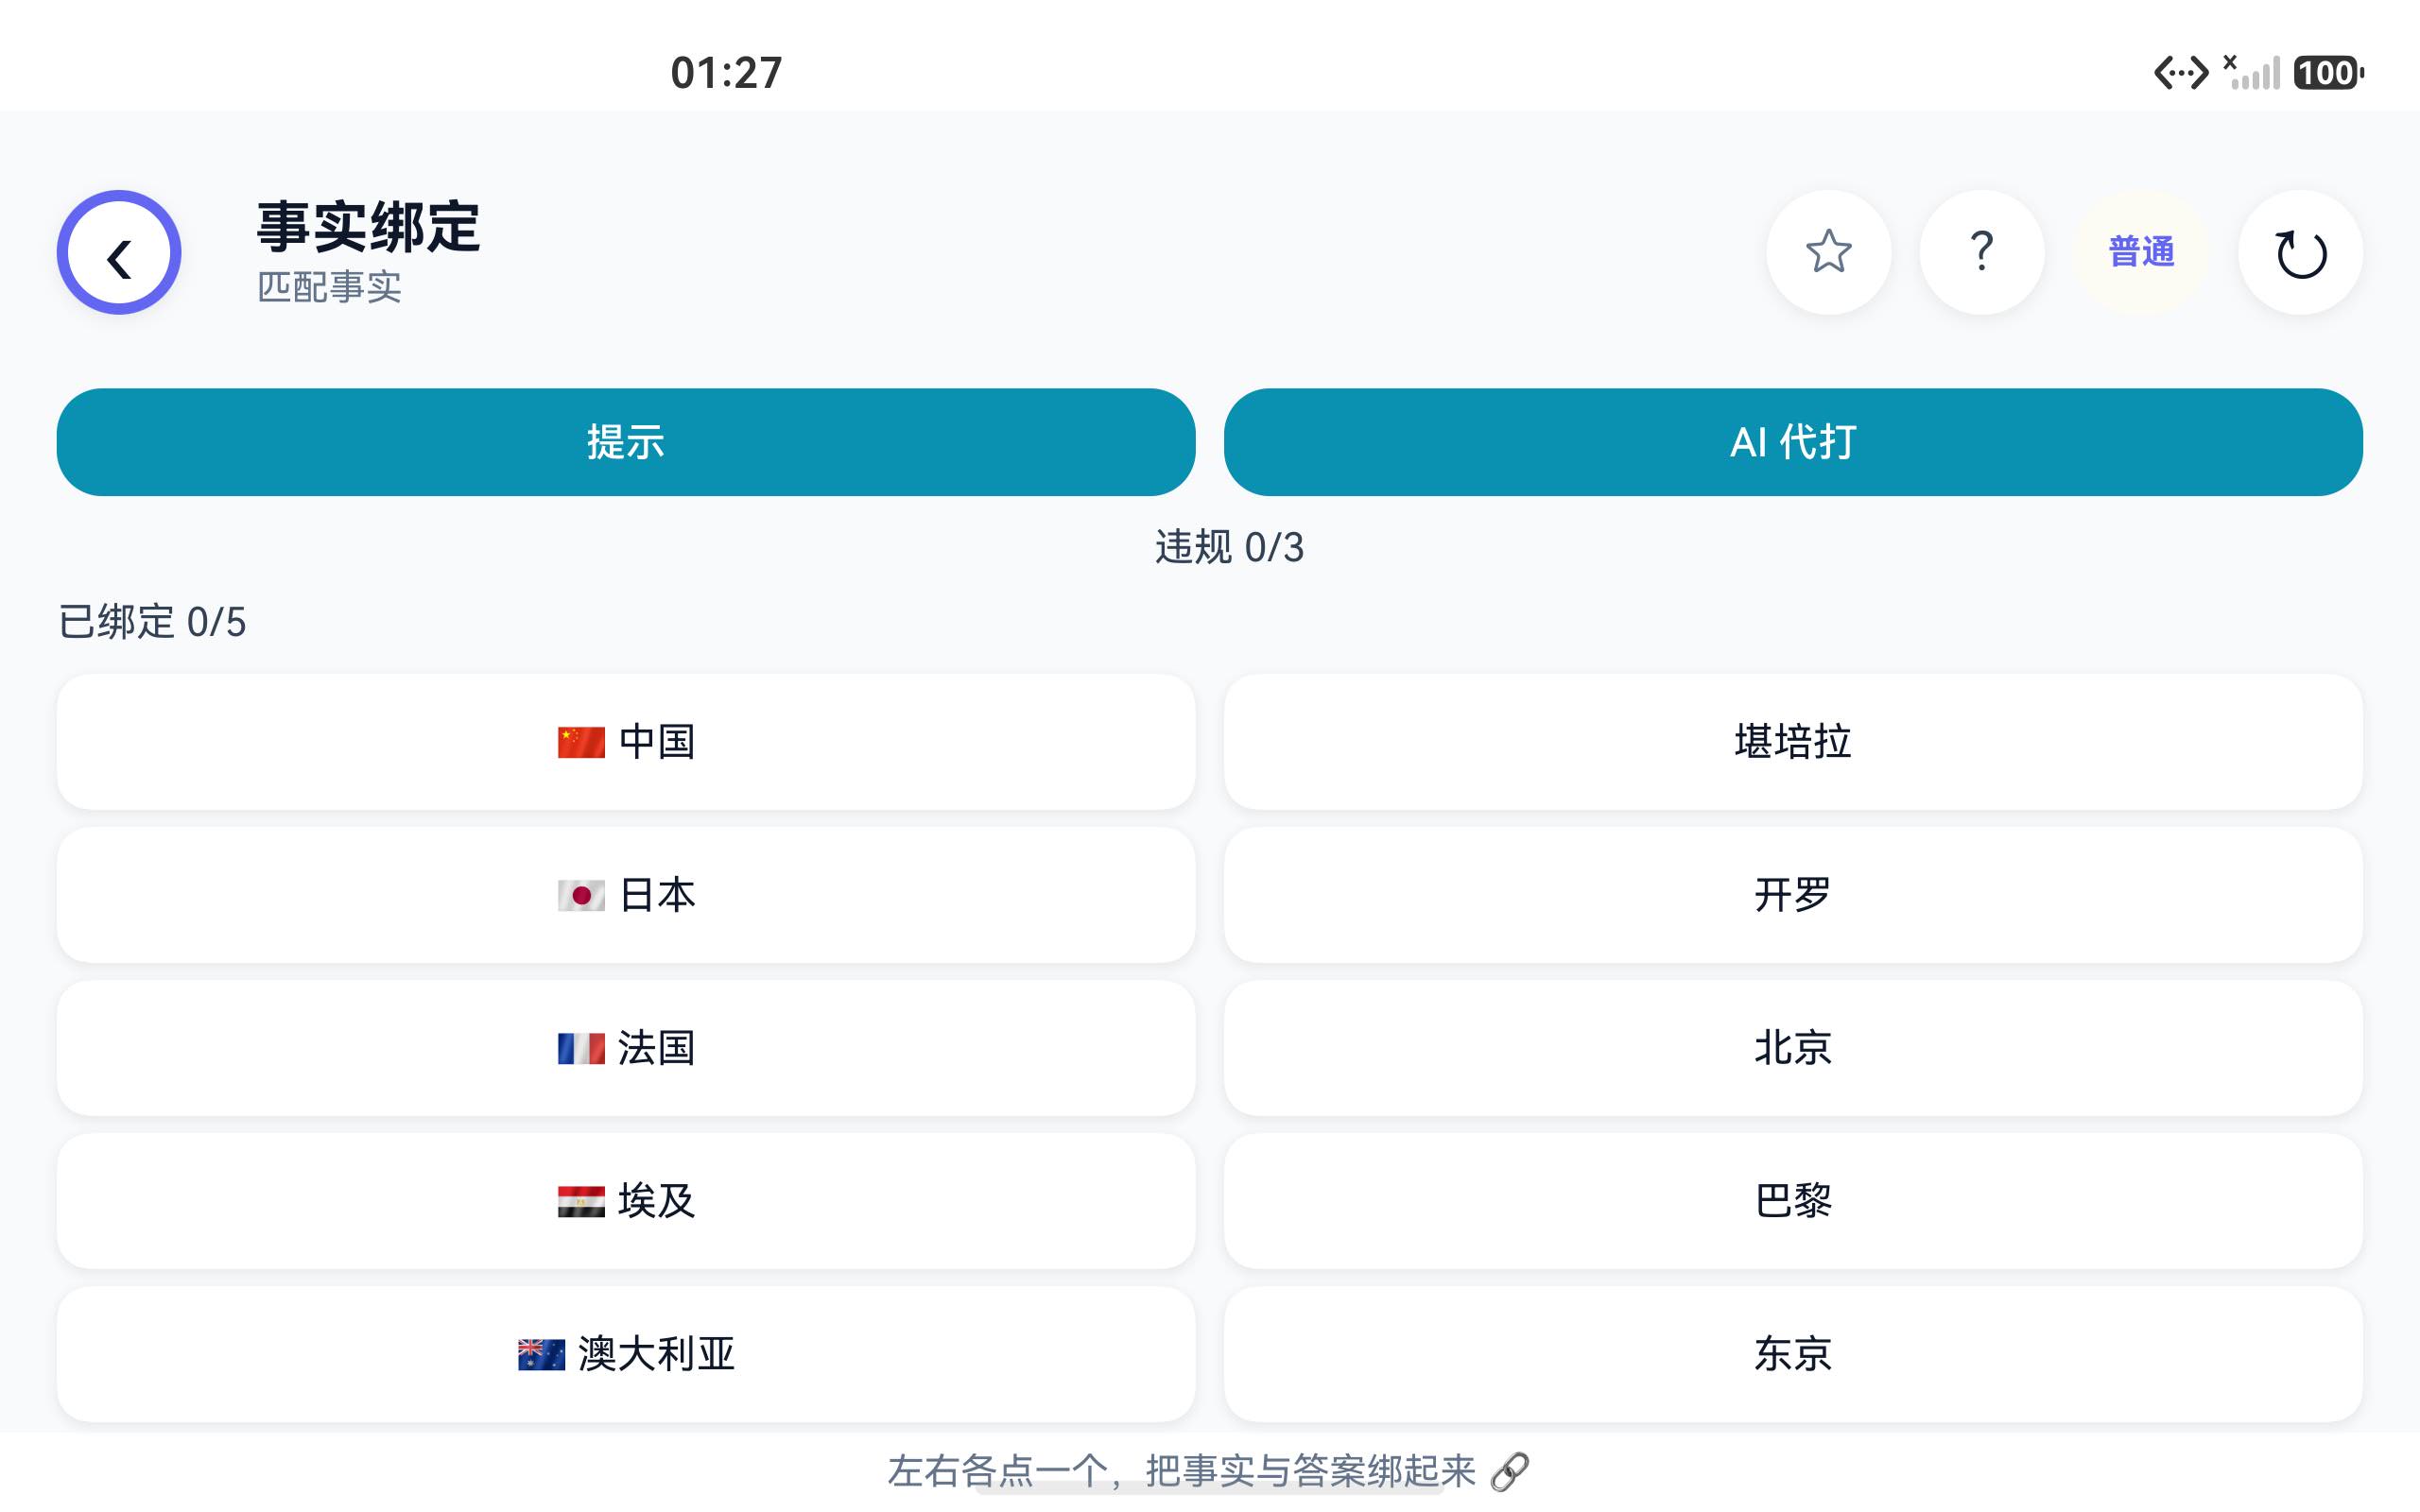 01:27
100
事实绑定
匹配事实
?
普通
提示
AI 代打
违规 0/3
已绑定 0/5
中国
堪培拉
日本
开罗
法国
北京
埃及
巴黎
澳大利亚
东京
左右各点一个，把事实与答案绑起来